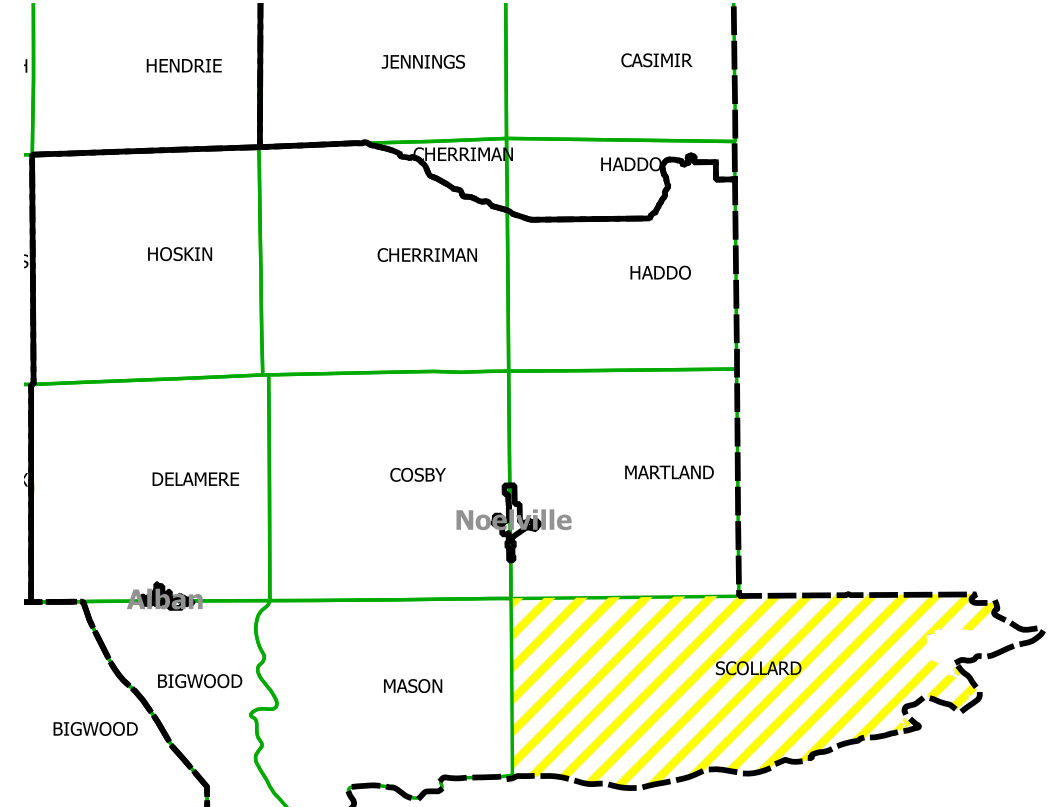 HENDRIE
JENNINGS
CASIMIR
CHERRIMAN
HADDO
HOSKIN
CHERRIMAN
HADDO
DELAMERE
COSBY
MARTLAND
Noelville
Alban
BIGWOOD
MASON
SCOLLARD
BIGWOOD